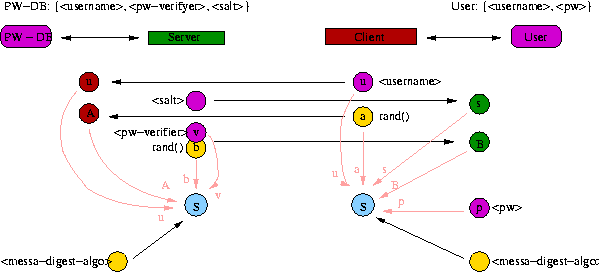 PW-DB: {<username>, <pw-verifyer>, <salt>}
User: {<username>, <pw>}
PW-DB
Server
Client
User
u
u
<username>
<salt>
s
A
a
rand()
<pw-verifier>
v
rand()
b
B
u
A
b
v
S
u
a
s
B
p
S
p
<pw>
<messa-digest-algo>
<messa-digest-algo